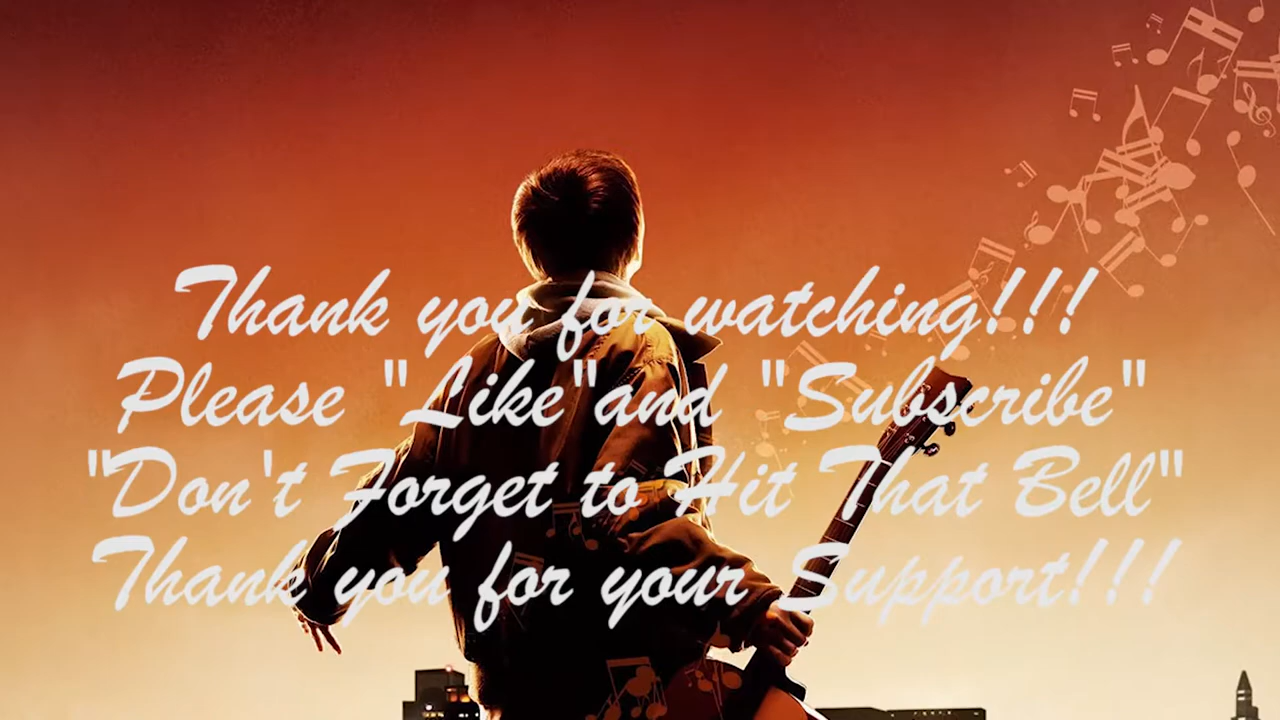 Thank you for watching!!!
Please "Like"and "Subscribe"
"Don't Forget to Hit That Bell"
Thank you for your Support!!!